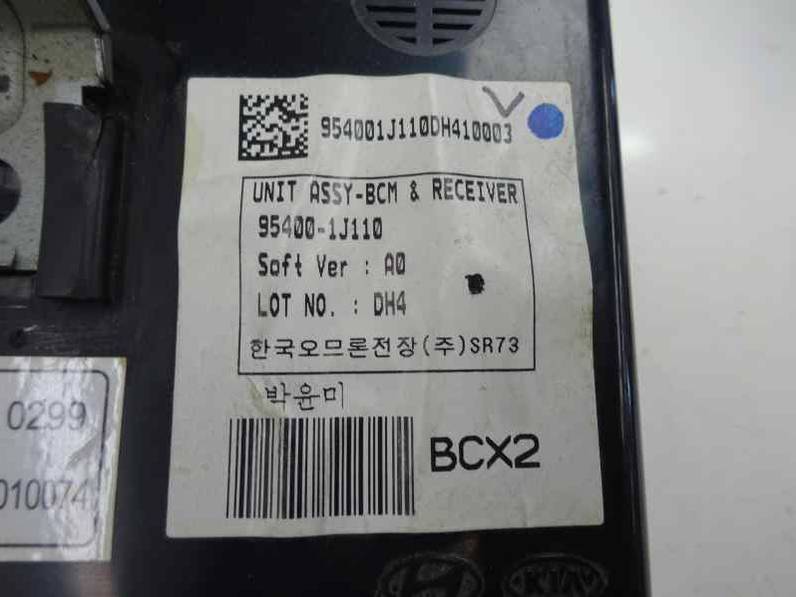 954001J110DH410003
UNIT ASSY-BCM & RECEIVER
95400-1J110
Soft Ver : A0
LOT NO. : DH4
한국오므론전장(주)SR73
박윤미
BCX2
0299
010074
KIA